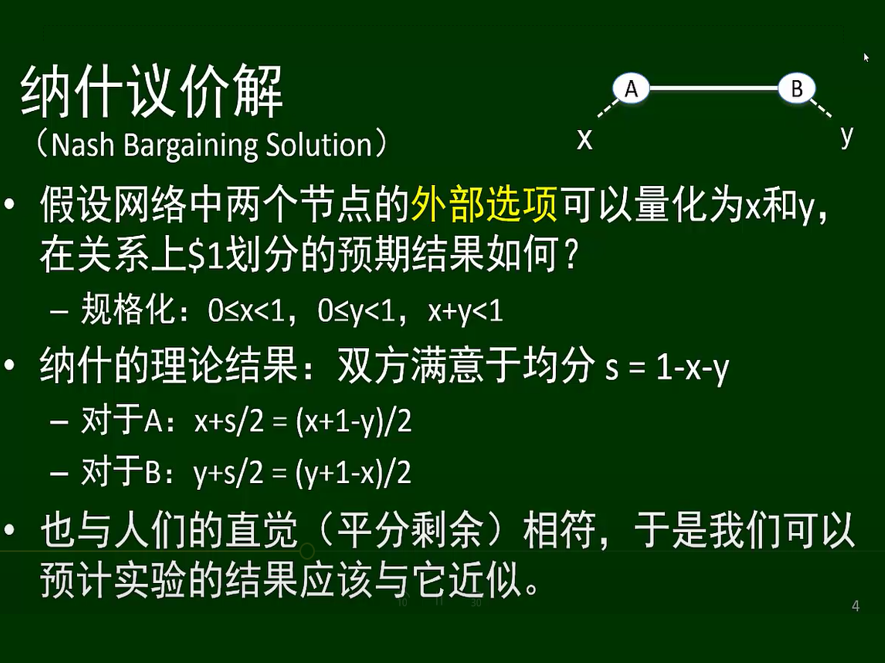 纳什议价解
（Nash Bargaining Solution）
A
B
x
y
• 假设网络中两个节点的外部选项可以量化为x和y，
在关系上$1划分的预期结果如何？
– 规格化：0≤x<1，0≤y<1，x+y<1
• 纳什的理论结果：双方满意于均分 s = 1-x-y
– 对于A：x+s/2 = (x+1-y)/2
– 对于B：y+s/2 = (y+1-x)/2
• 也与人们的直觉（平分剩余）相符，于是我们可以
预计实验的结果应该与它近似。
4